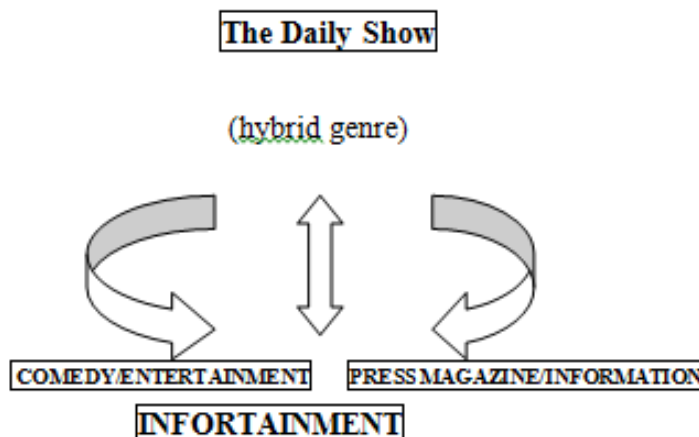 The Daily Show
(hybrid genre)
COMEDY/ENTERTAINMENT PRESS MAGAZINE/INFORMATION
INFORTAINMENT